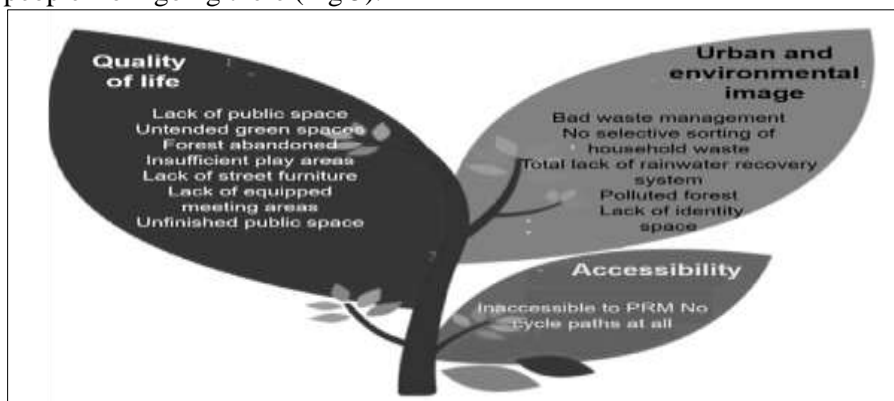 Quality
of life
Lack of public space
Untended green spaces
Forest abandoned
Insufficient play areas
Lack of street furniture
Lack of equipped
meeting areas
Unfinished public space
Urban and
environmental
image
Bad waste management
No selective sorting of
household waste
Total lack of rainwater recovery
system
Polluted forest
Lack of identity
space
Accessibility
Inaccessible to PRM No
cycle paths at all